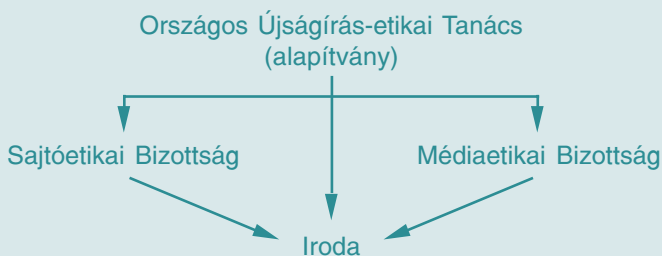 Országos Újságírás-etikai Tanács
(alapítvány)
Sajtóetikai Bizottság
Médiaetikai Bizottság
Iroda